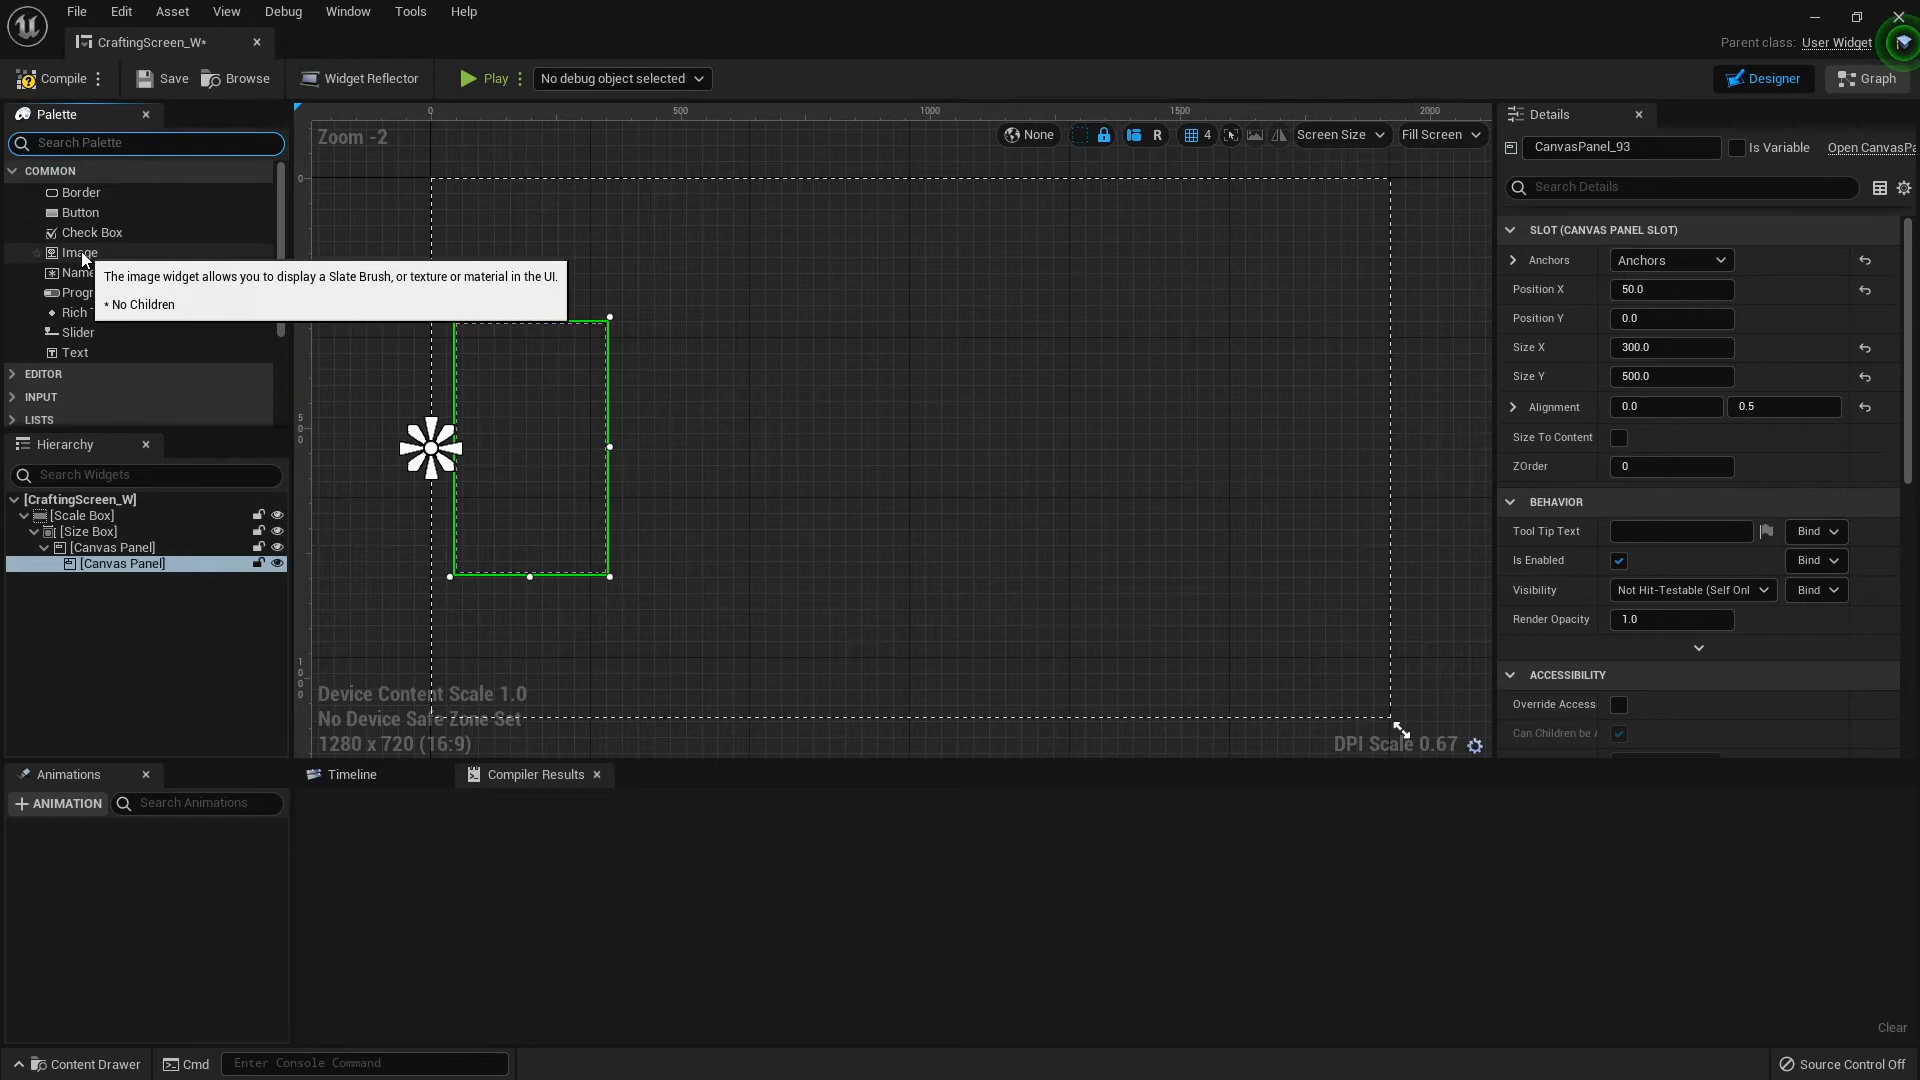 File Edit Asset View Debug Window Tools Help
CraftingScreen_W*
Parent class: User Widget
Compile Save Browse Widget Reflector Play No debug object selected Designer Graph
Palette
Search Palette
COMMON
Border
Button
Check Box
Image
Name
Progr
Rich T
Slider
Text
EDITOR
INPUT
LISTS
The image widget allows you to display a Slate Brush, or texture or material in the UI.
* No Children
Hierarchy
Search Widgets
[CraftingScreen_W]
[Scale Box]
[Size Box]
[Canvas Panel]
[Canvas Panel]
0 500 1000 1500 2000
Zoom -2
None R 4 Screen Size Fill Screen
0
500
1000
Device Content Scale 1.0
No Device Safe Zone Set
1280 x 720 (16:9)
DPI Scale 0.67
Details
CanvasPanel_93 Is Variable Open CanvasPa
Search Details
SLOT (CANVAS PANEL SLOT)
Anchors Anchors
Position X 50.0
Position Y 0.0
Size X 300.0
Size Y 500.0
Alignment 0.0 0.5
Size To Content
ZOrder 0
BEHAVIOR
Tool Tip Text Bind
Is Enabled Bind
Visibility Not Hit-Testable (Self Onl Bind
Render Opacity 1.0
ACCESSIBILITY
Override Access
Can Children be A
Animations
ANIMATION Search Animations
Timeline Compiler Results
Clear
Content Drawer Cmd Enter Console Command Source Control Off